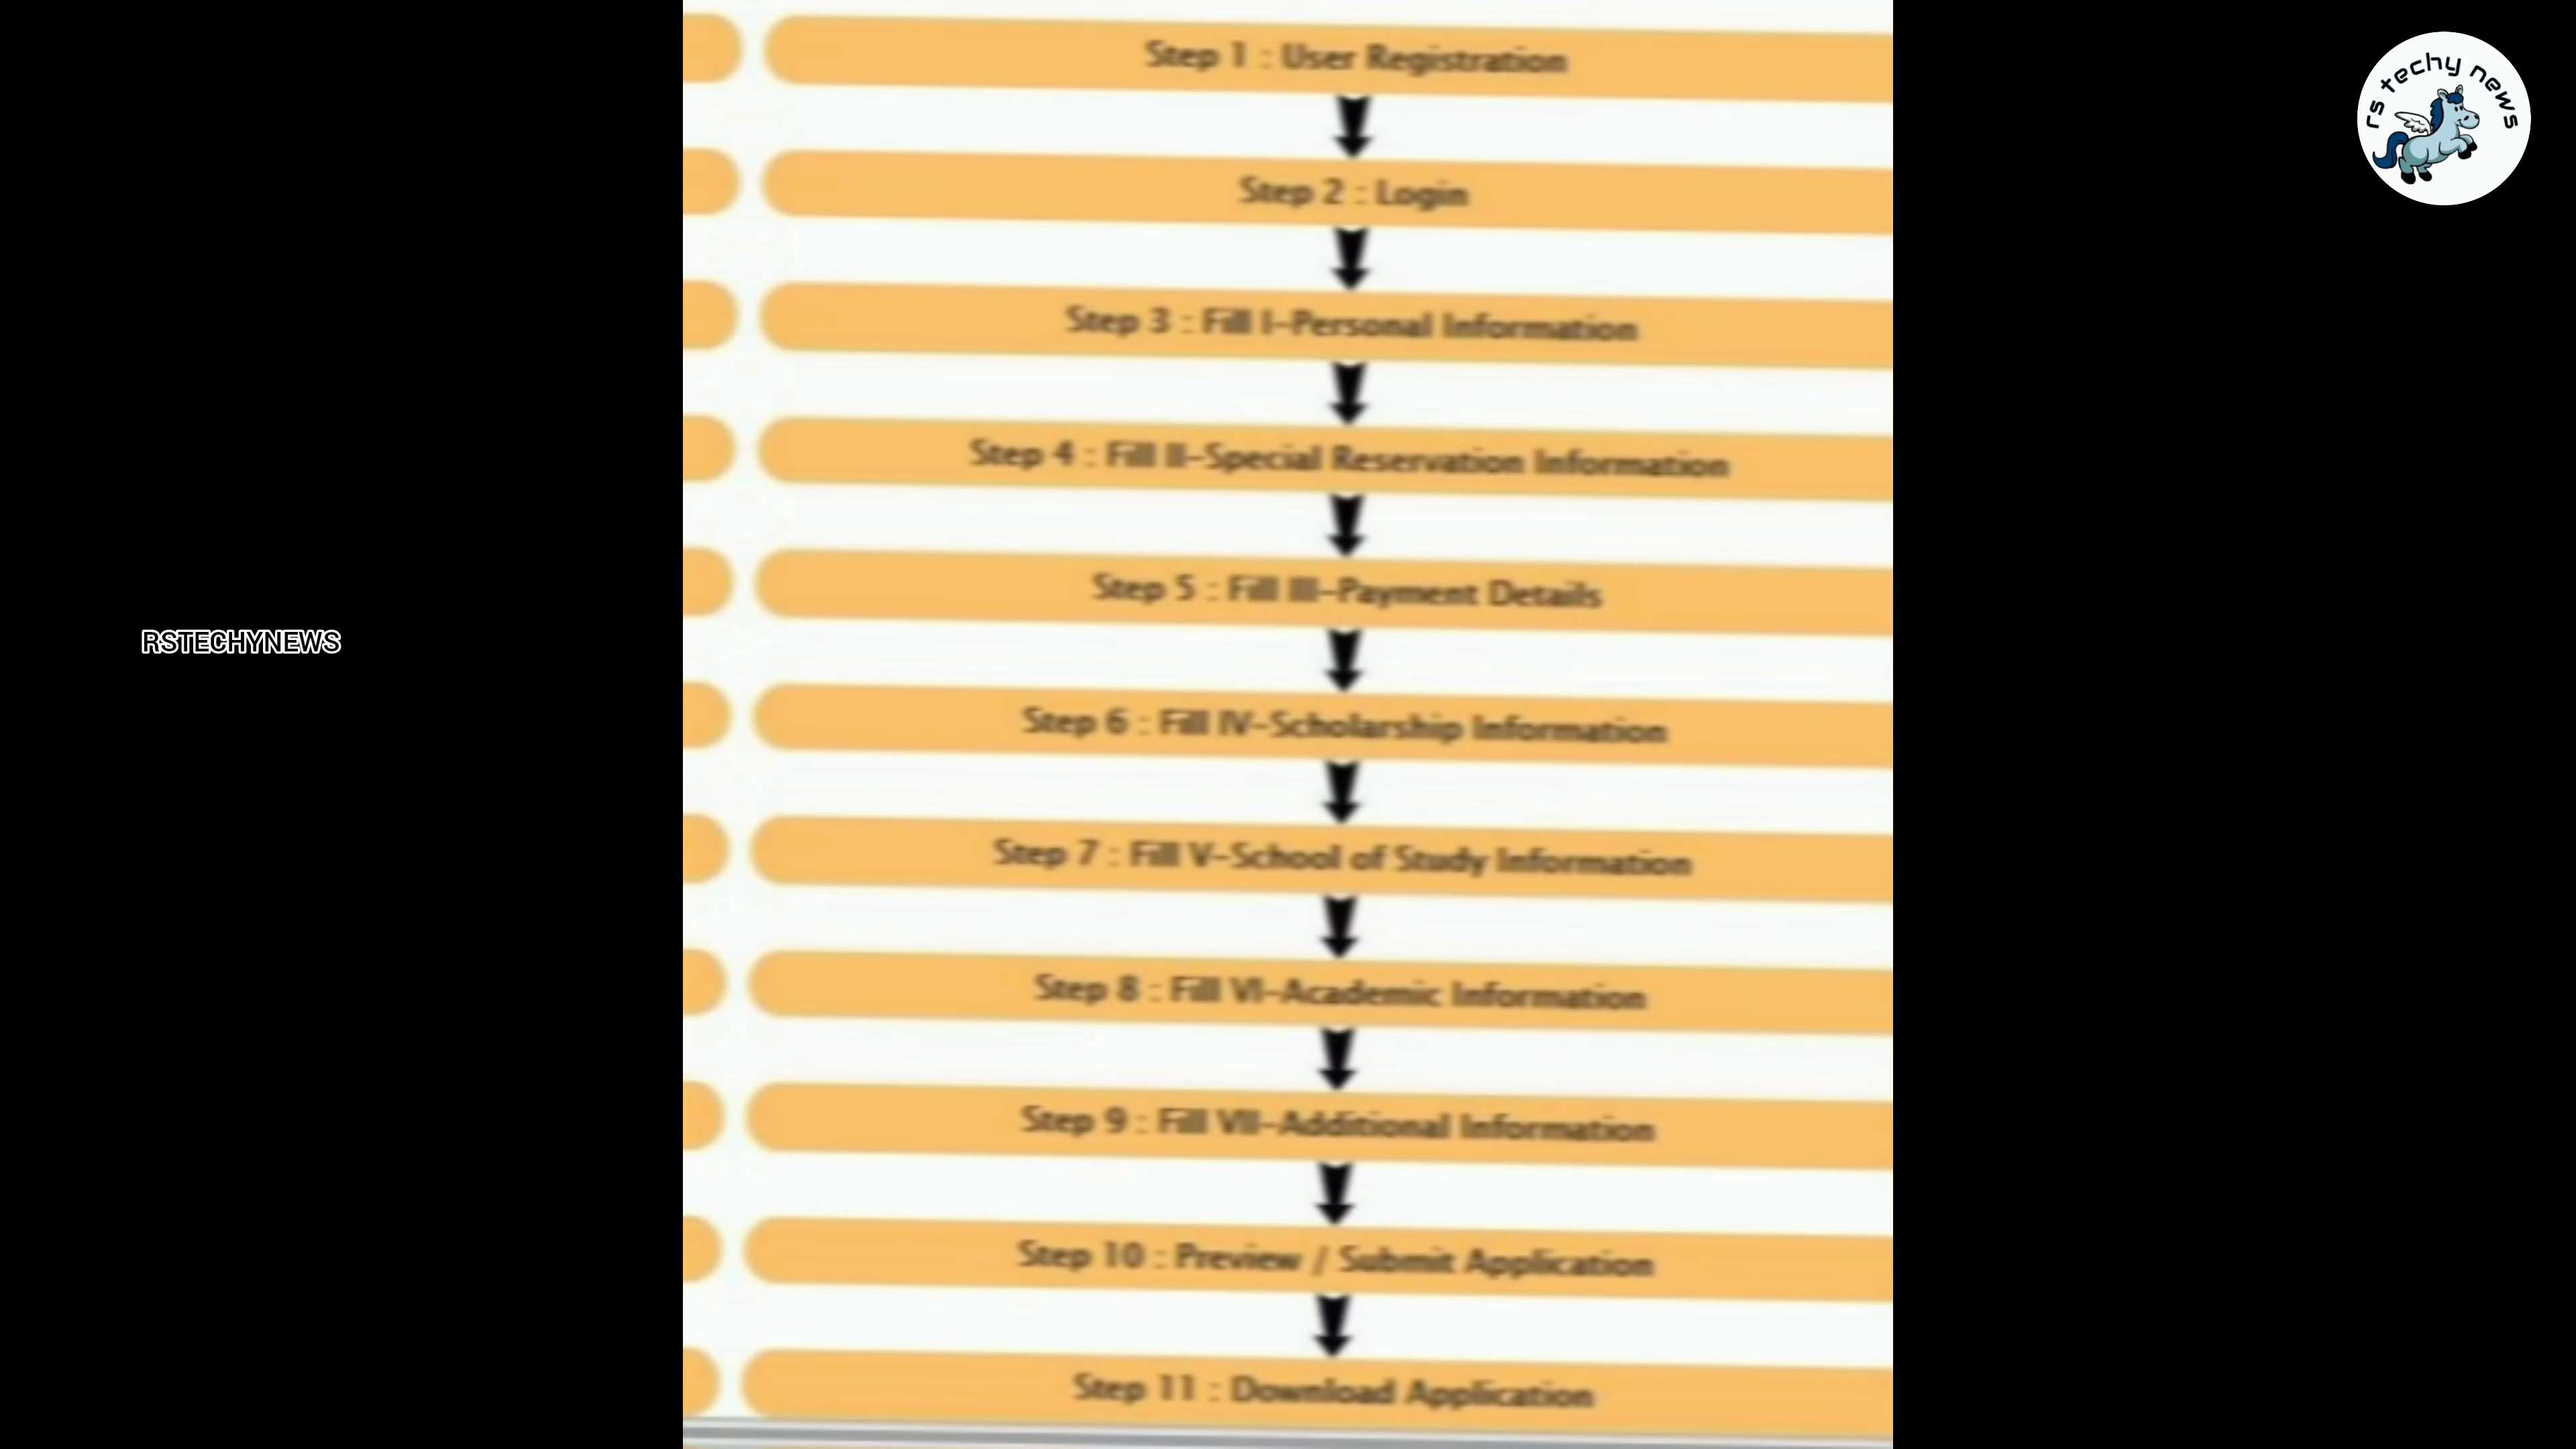 Step 1 : User Registration
Step 2 : Login
Step 3 : Fill I-Personal Information
Step 4 : Fill II-Special Reservation Information
Step 5 : Fill III-Payment Details
Step 6 : Fill IV-Scholarship Information
Step 7 : Fill V-School of Study Information
Step 8 : Fill VI-Academic Information
Step 9 : Fill VII-Additional Information
Step 10 : Preview / Submit Application
Step 11 : Download Application
RSTECHYNEWS
rs techy news